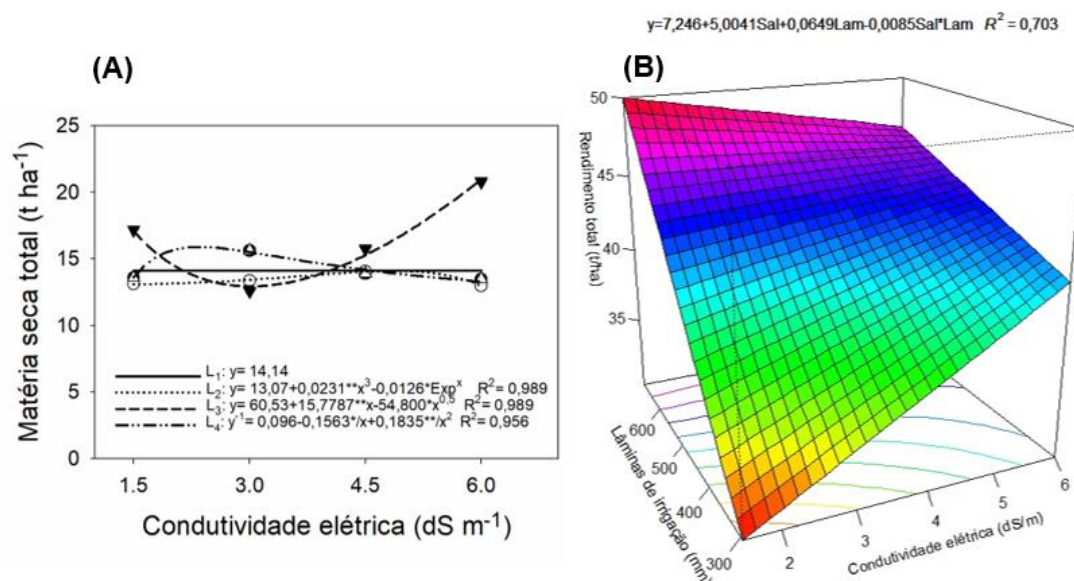 y=7,246+5,0041Sal+0,0649Lam-0,0085Sal*Lam R² = 0,703
(A)
Matéria seca total (t ha⁻¹)
25
20
15
10
5
0
L₁: y= 14,14
L₂: y= 13,07+0,0231**x³-0,0126*Expˣ R²= 0,989
L₃: y= 60,53+15,7787**x-54,800*x⁰·⁵ R²= 0,989
L₄: y⁻¹= 0,096-0,1563*/x+0,1835**/x² R²= 0,956
1.5 3.0 4.5 6.0
Condutividade elétrica (dS m⁻¹)
(B)
Rendimento total (t/ha)
50
45
40
35
Lâminas de irrigação (mm)
600
500
400
300
2 3 4 5 6
Condutividade elétrica (dS/m)